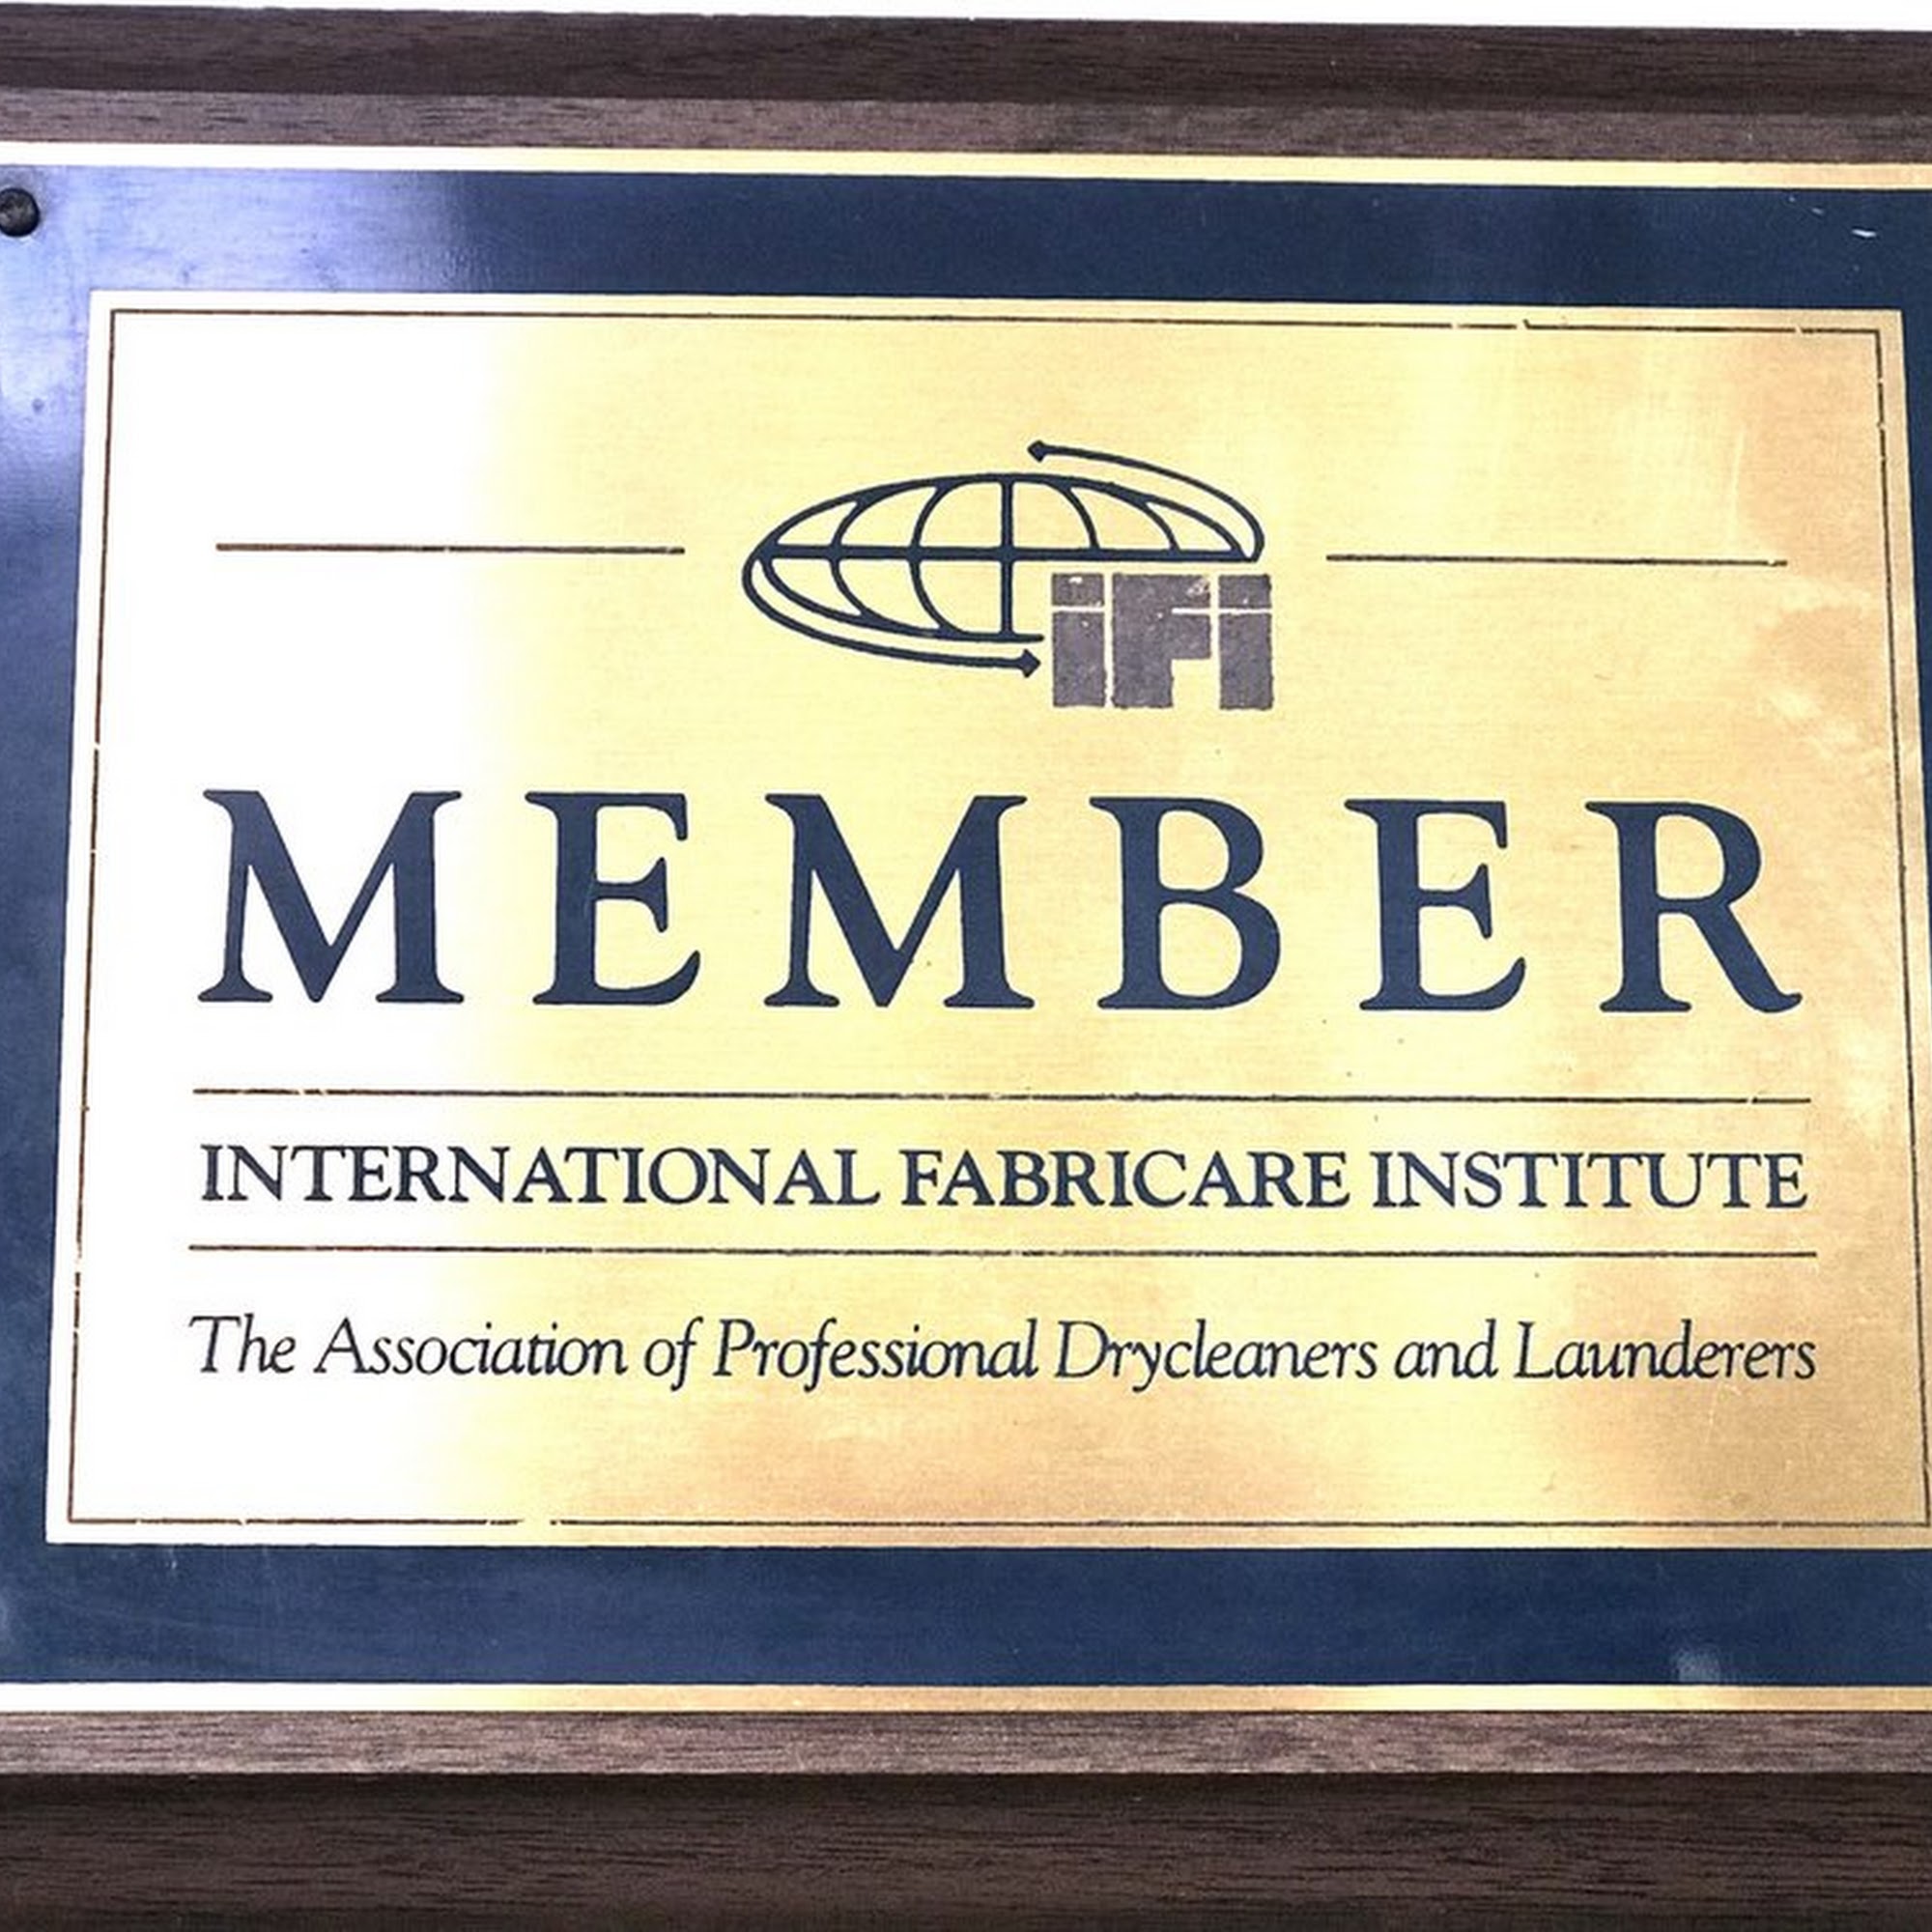 iFi
MEMBER
INTERNATIONAL FABRICARE INSTITUTE
The Association of Professional Drycleaners and Launderers